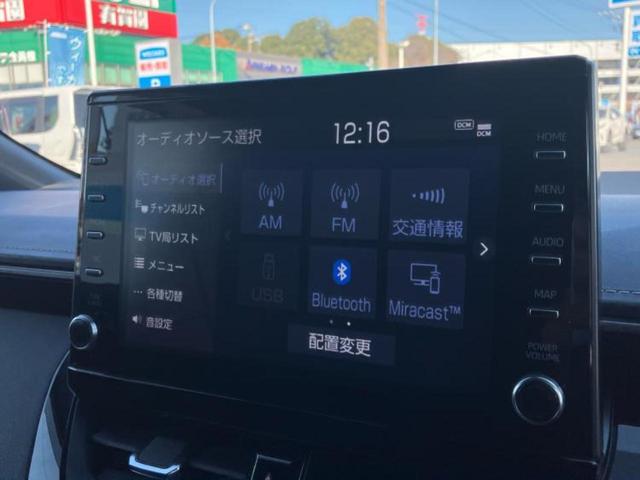 有賀園
オーディオソース選択
12:16
DCM
DCM
オーディオ選択
チャンネルリスト
TV局リスト
メニュー
各種切替
音設定
AM
FM
交通情報
USB
Bluetooth
Miracast™
配置変更
HOME
MENU
AUDIO
MAP
POWER
VOLUME